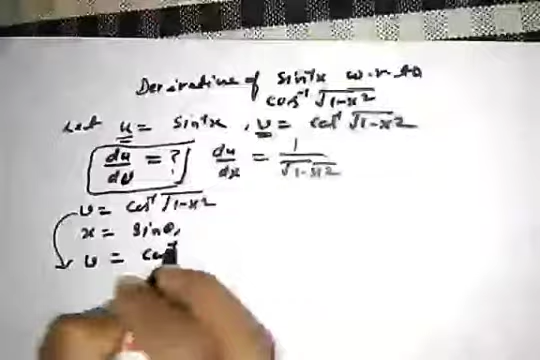 Derivative of sin⁻¹x w.r.to
cos⁻¹ √1-x²
Let u = sin⁻¹x , v = cos⁻¹ √1-x²
du/dv = ? du/dx = 1/√1-x²
v = cos⁻¹ √1-x²
x = sinθ,
v = cos⁻¹